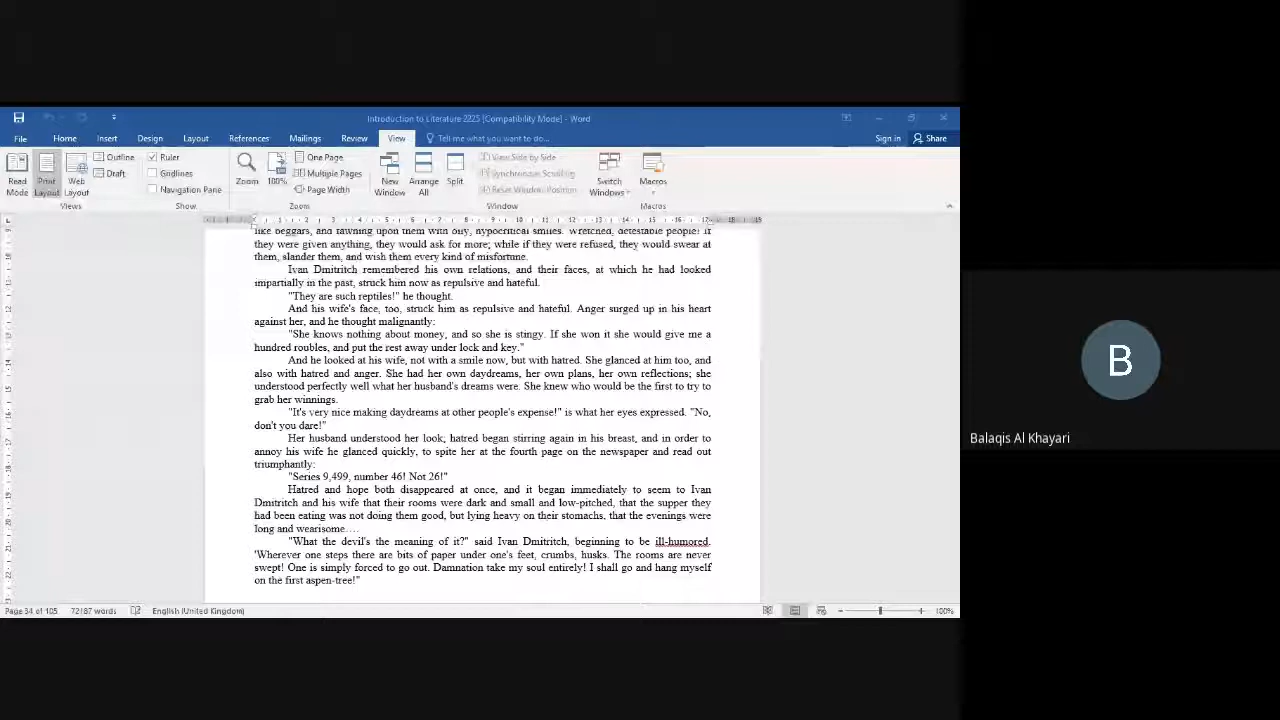 Introduction to Literature 2225 [Compatibility Mode] - Word
File Home Insert Design Layout References Mailings Review View Tell me what you want to do... Sign in Share
Read Mode
Print Layout
Web Layout
Outline
Draft
Views
Ruler
Gridlines
Navigation Pane
Show
Zoom
100%
One Page
Multiple Pages
Page Width
Zoom
New Window
Arrange All
Split
View Side by Side
Synchronous Scrolling
Reset Window Position
Window
Switch Windows
Macros
Macros
like beggars, and fawning upon them with oily, hypocritical smiles. Wretched, detestable people! If
they were given anything, they would ask for more; while if they were refused, they would swear at
them, slander them, and wish them every kind of misfortune.
Ivan Dmitritch remembered his own relations, and their faces, at which he had looked
impartially in the past, struck him now as repulsive and hateful.
"They are such reptiles!" he thought.
And his wife's face, too, struck him as repulsive and hateful. Anger surged up in his heart
against her, and he thought malignantly:
"She knows nothing about money, and so she is stingy. If she won it she would give me a
hundred roubles, and put the rest away under lock and key."
And he looked at his wife, not with a smile now, but with hatred. She glanced at him too, and
also with hatred and anger. She had her own daydreams, her own plans, her own reflections; she
understood perfectly well what her husband's dreams were. She knew who would be the first to try to
grab her winnings.
"It's very nice making daydreams at other people's expense!" is what her eyes expressed. "No,
don't you dare!"
Her husband understood her look; hatred began stirring again in his breast, and in order to
annoy his wife he glanced quickly, to spite her at the fourth page on the newspaper and read out
triumphantly:
"Series 9,499, number 46! Not 26!"
Hatred and hope both disappeared at once, and it began immediately to seem to Ivan
Dmitritch and his wife that their rooms were dark and small and low-pitched, that the supper they
had been eating was not doing them good, but lying heavy on their stomachs, that the evenings were
long and wearisome....
"What the devil's the meaning of it?" said Ivan Dmitritch, beginning to be ill-humored.
'Wherever one steps there are bits of paper under one's feet, crumbs, husks. The rooms are never
swept! One is simply forced to go out. Damnation take my soul entirely! I shall go and hang myself
on the first aspen-tree!"
Page 34 of 105 72187 words English (United Kingdom) 100%
B
Balaqis Al Khayari